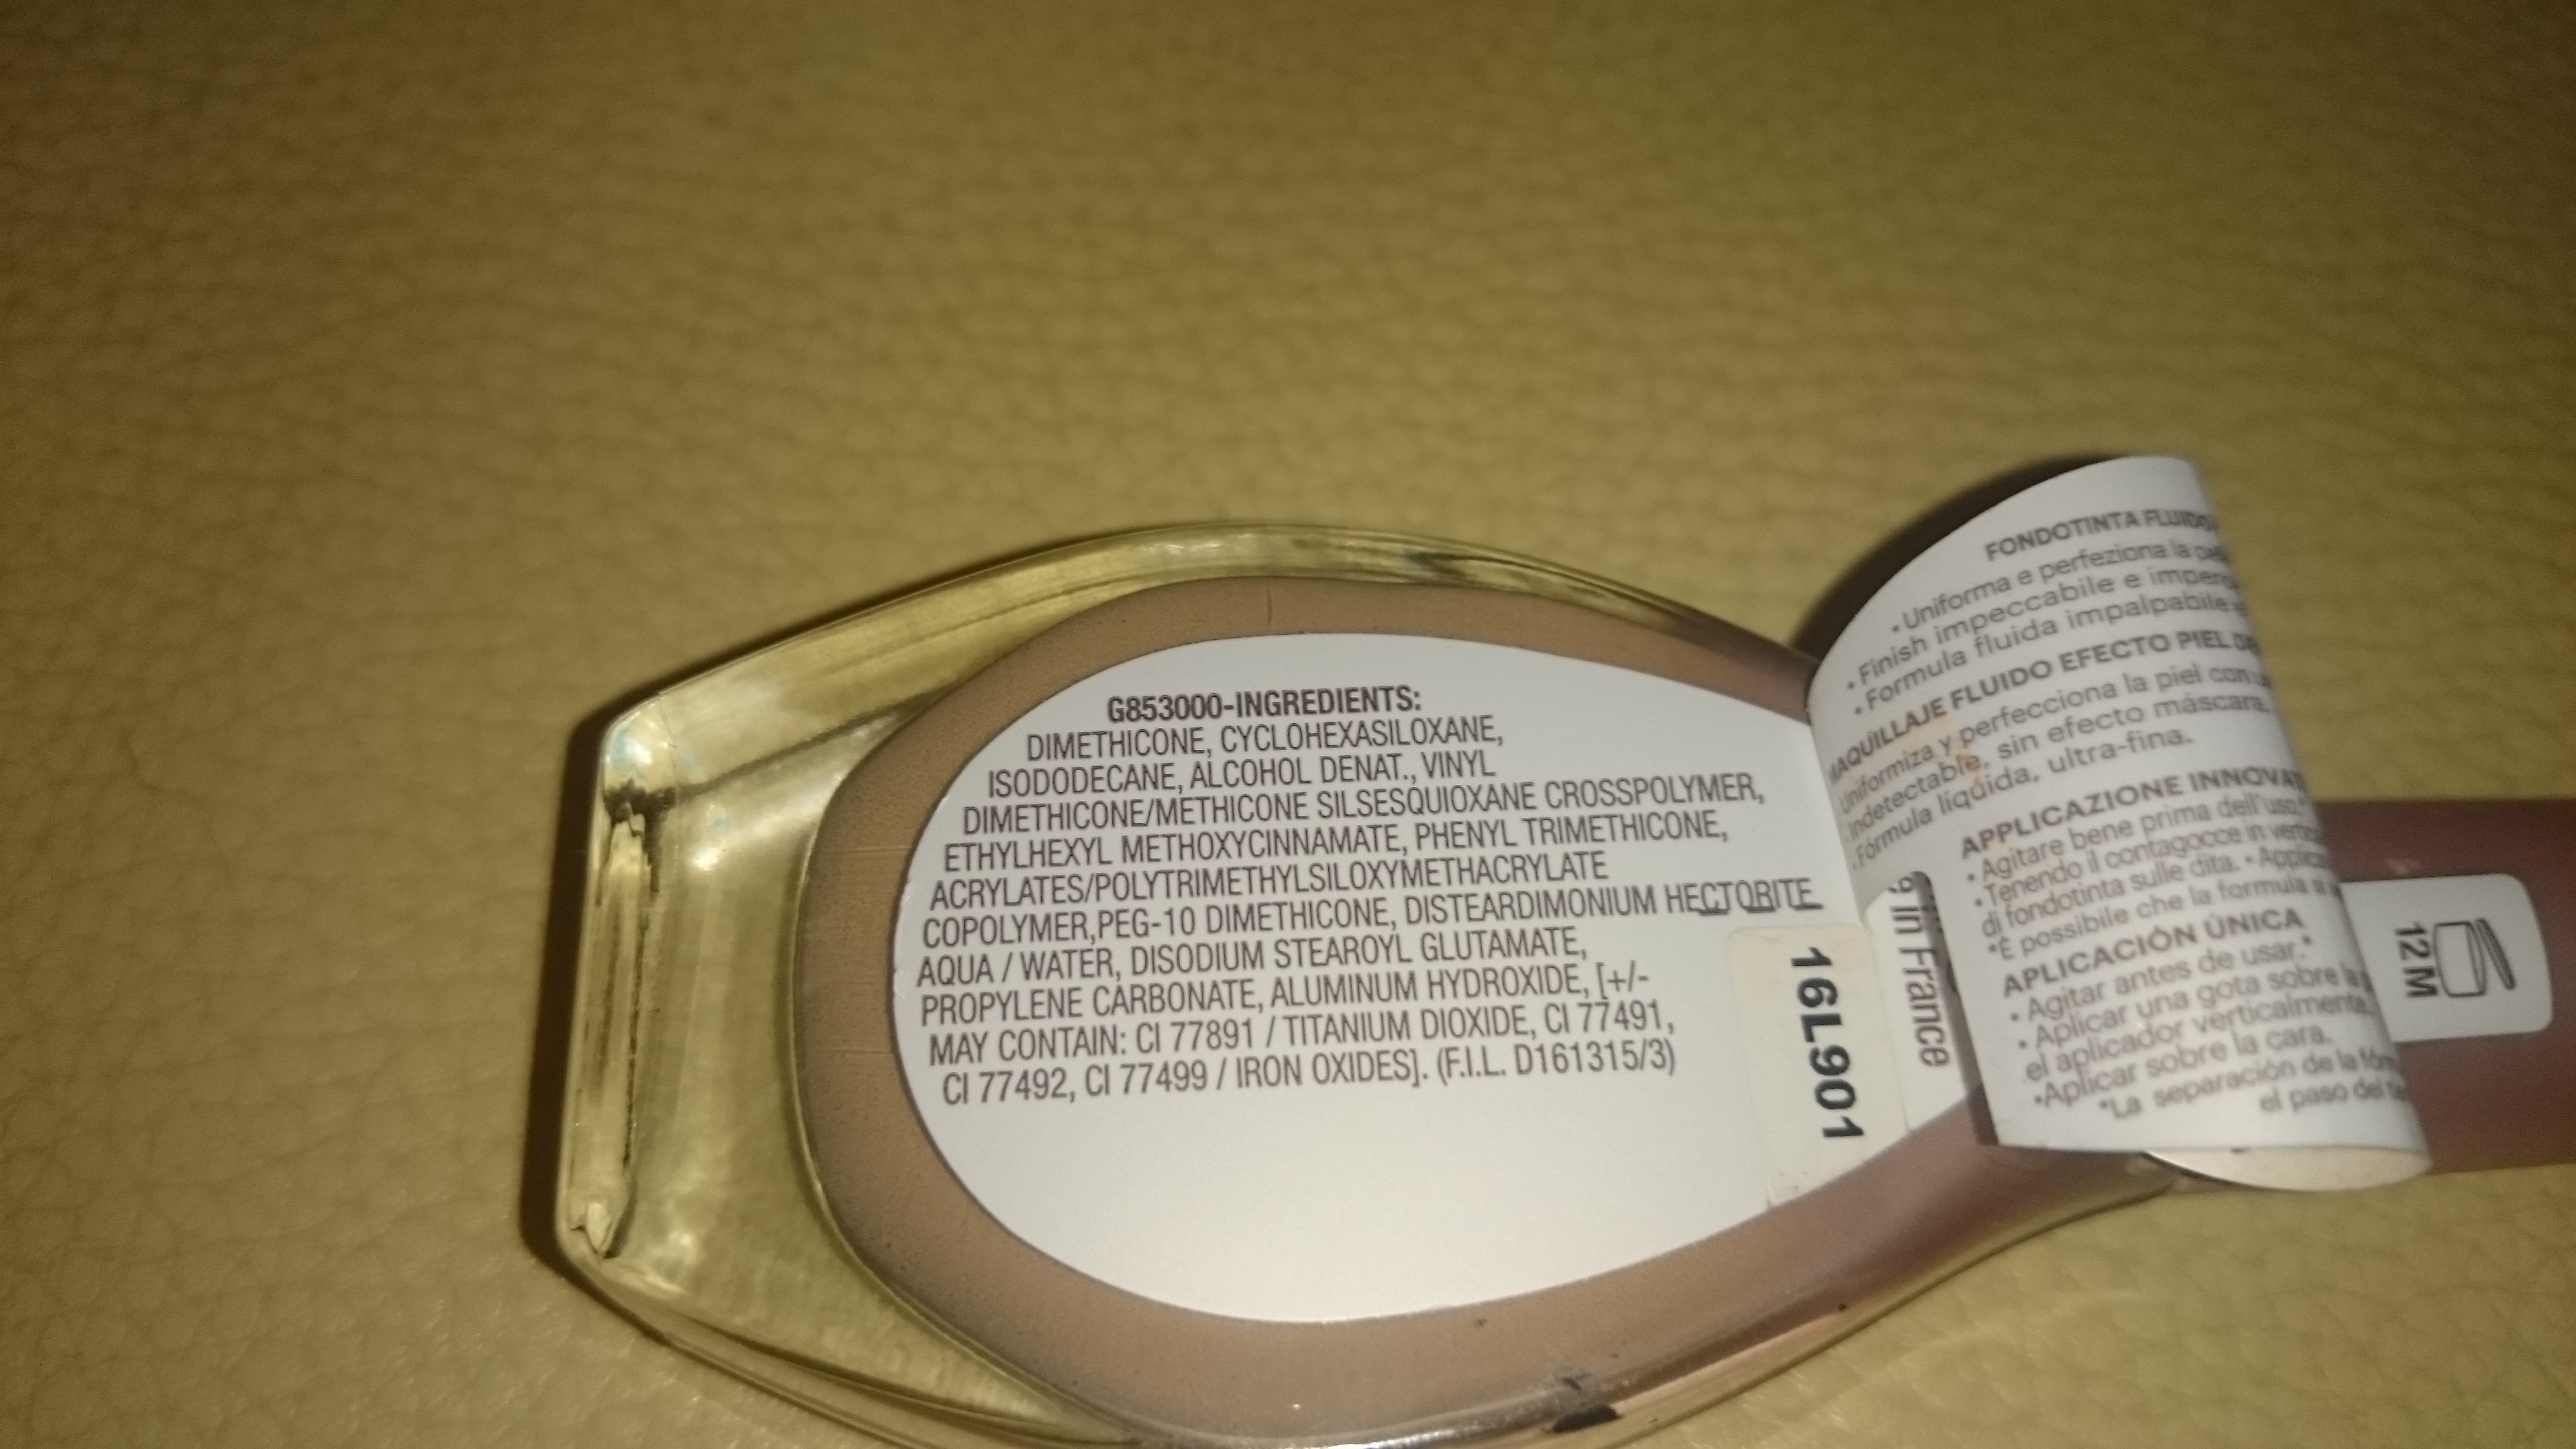 G853000-INGREDIENTS:
DIMETHICONE, CYCLOHEXASILOXANE,
ISODODECANE, ALCOHOL DENAT., VINYL
DIMETHICONE/METHICONE SILSESQUIOXANE CROSSPOLYMER,
ETHYLHEXYL METHOXYCINNAMATE, PHENYL TRIMETHICONE,
ACRYLATES/POLYTRIMETHYLSILOXYMETHACRYLATE
COPOLYMER,PEG-10 DIMETHICONE, DISTEARDIMONIUM HECTORITE
AQUA / WATER, DISODIUM STEAROYL GLUTAMATE,
PROPYLENE CARBONATE, ALUMINUM HYDROXIDE, [+/-
MAY CONTAIN: CI 77891 / TITANIUM DIOXIDE, CI 77491,
CI 77492, CI 77499 / IRON OXIDES]. (F.I.L. D161315/3)
16L901
in France
FONDOTINTA FLUIDO
• Uniforma e perfeziona la
• Finish impeccabile e
• Formula fluida impalpabile
FLUIDO EFECTO PIEL
Uniformiza y perfecciona la piel con
Indetectable, sin efecto máscara.
Fórmula líquida, ultra-fina.
APPLICAZIONE
• Agitare bene prima dell'uso.*
• Tenendo il contagocce in
di fondotinta sulle dita. •
*È possibile che la formula si
APLICACIÓN ÚNICA
• Agitar antes de usar.*
• Aplicar una gota sobre la
el aplicador verticalmente.
•Aplicar sobre la cara.
*La separación de la
el paso del
12 M